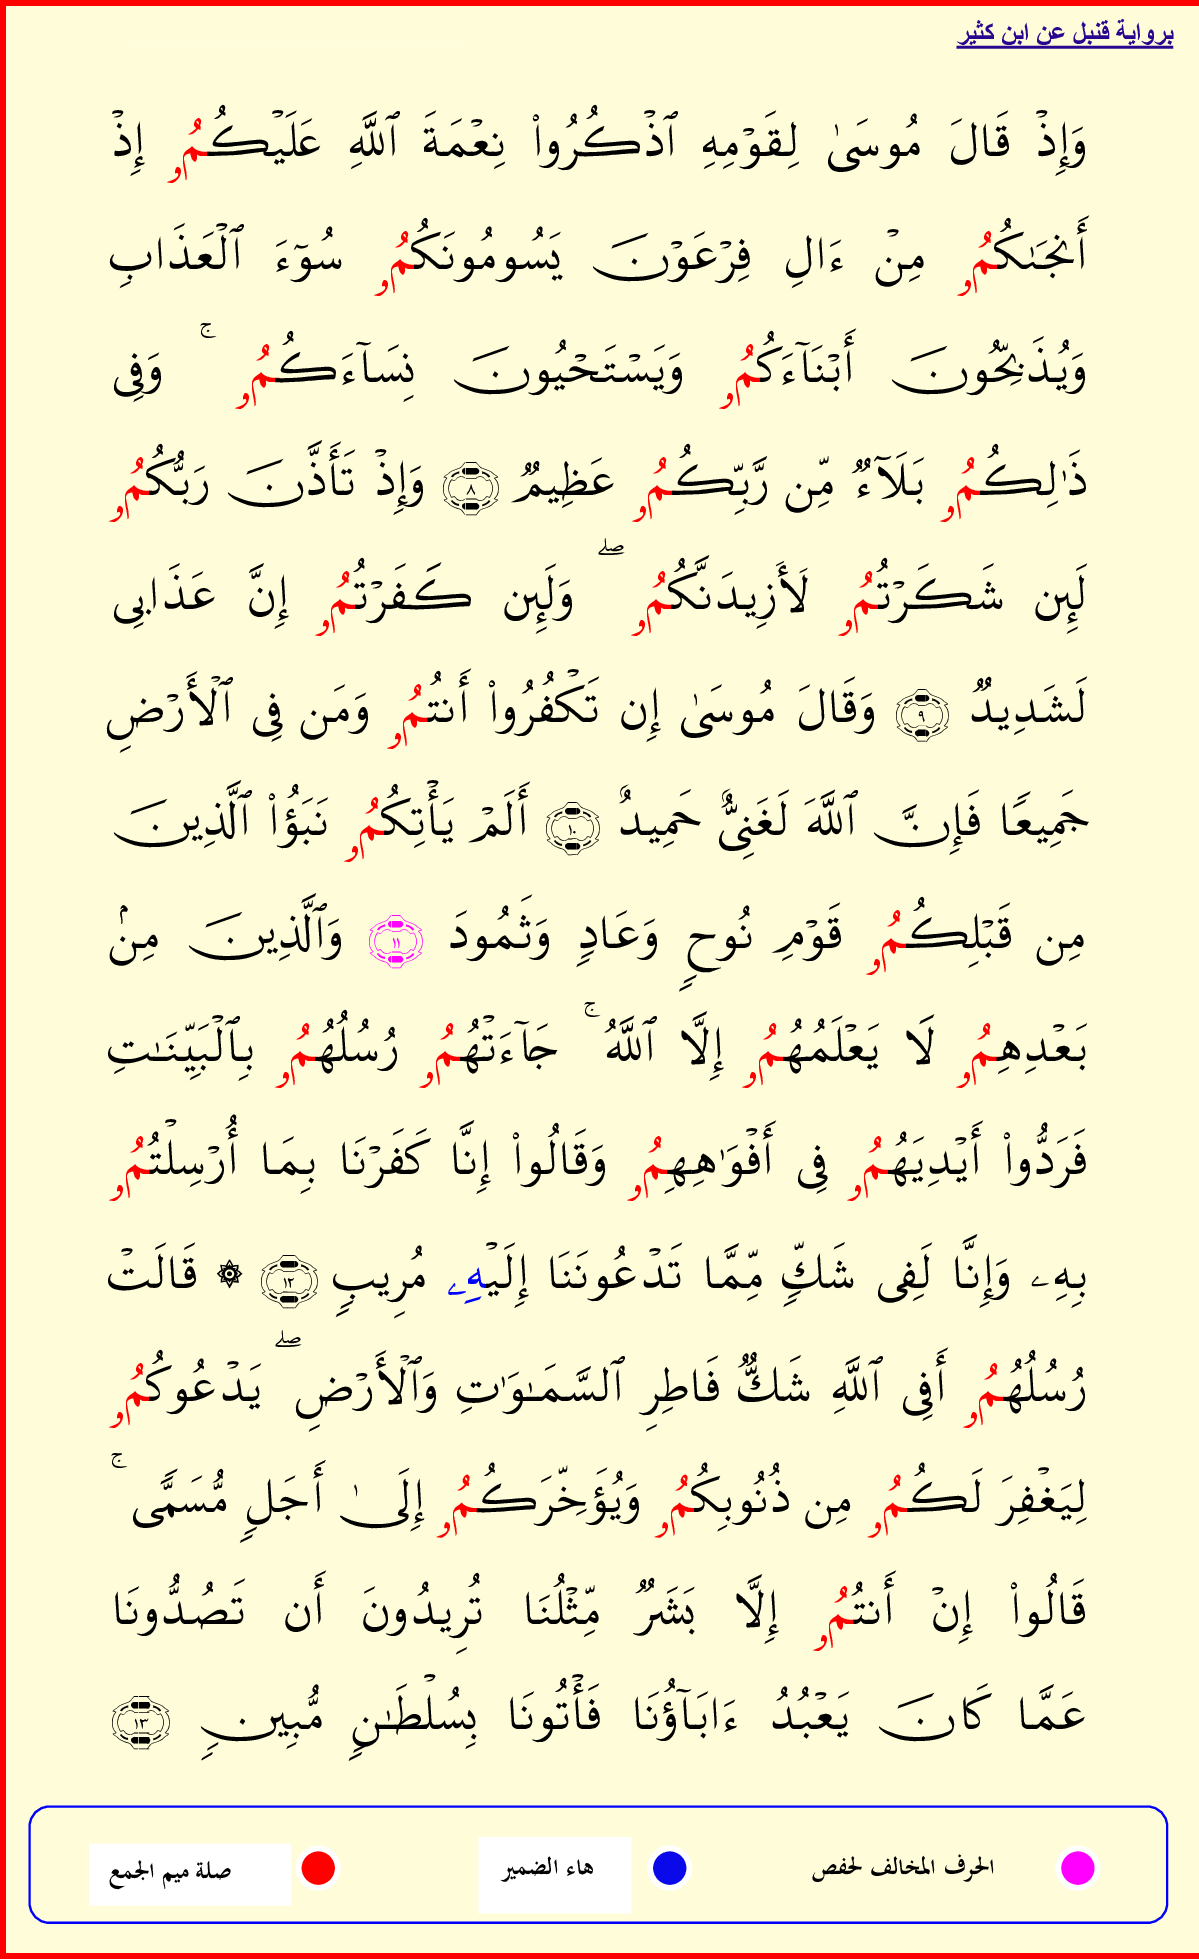 برواية قنبل عن ابن كثير
وَإِذۡ قَالَ مُوسَىٰ لِقَوۡمِهِ ٱذۡكُرُواْ نِعۡمَةَ ٱللَّهِ عَلَيۡكُمُۥ إِذۡ
أَنجَىٰكُمُۥ مِنۡ ءَالِ فِرۡعَوۡنَ يَسُومُونَكُمُۥ سُوٓءَ ٱلۡعَذَابِ
وَيُذَبِّحُونَ أَبۡنَآءَكُمُۥ وَيَسۡتَحۡيُونَ نِسَآءَكُمُۥ ۚ وَفِي
ذَٰلِكُمُۥ بَلَآءٞ مِّن رَّبِّكُمُۥ عَظِيمٞ ٨ وَإِذۡ تَأَذَّنَ رَبُّكُمُۥ
لَئِن شَكَرۡتُمُۥ لَأَزِيدَنَّكُمُۥ ۖ وَلَئِن كَفَرۡتُمُۥ إِنَّ عَذَابِي
لَشَدِيدٞ ٩ وَقَالَ مُوسَىٰ إِن تَكۡفُرُواْ أَنتُمُۥ وَمَن فِي ٱلۡأَرۡضِ
جَمِيعٗا فَإِنَّ ٱللَّهَ لَغَنِيٌّ حَمِيدٌ ١٠ أَلَمۡ يَأۡتِكُمُۥ نَبَؤُاْ ٱلَّذِينَ
مِن قَبۡلِكُمُۥ قَوۡمِ نُوحٖ وَعَادٖ وَثَمُودَ ١١ وَٱلَّذِينَ مِنۢ
بَعۡدِهِمُۥ لَا يَعۡلَمُهُمُۥ إِلَّا ٱللَّهُ ۚ جَآءَتۡهُمُۥ رُسُلُهُمُۥ بِٱلۡبَيِّنَٰتِ
فَرَدُّواْ أَيۡدِيَهُمُۥ فِي أَفۡوَٰهِهِمُۥ وَقَالُواْ إِنَّا كَفَرۡنَا بِمَا أُرۡسِلۡتُمُۥ
بِهِۦ وَإِنَّا لَفِي شَكّٖ مِّمَّا تَدۡعُونَنَا إِلَيۡهِۦ مُرِيبٖ ١٢ ۞ قَالَتۡ
رُسُلُهُمُۥ أَفِي ٱللَّهِ شَكّٞ فَاطِرِ ٱلسَّمَٰوَٰتِ وَٱلۡأَرۡضِ ۖ يَدۡعُوكُمُۥ
لِيَغۡفِرَ لَكُمُۥ مِن ذُنُوبِكُمُۥ وَيُؤَخِّرَكُمُۥ إِلَىٰ أَجَلٖ مُّسَمّٗى ۚ
قَالُواْ إِنۡ أَنتُمُۥ إِلَّا بَشَرٞ مِّثۡلُنَا تُرِيدُونَ أَن تَصُدُّونَا
عَمَّا كَانَ يَعۡبُدُ ءَابَآؤُنَا فَأۡتُونَا بِسُلۡطَٰنٖ مُّبِينٖ ١٣
الحرف المخالف لحفص
هاء الضمير
صلة ميم الجمع